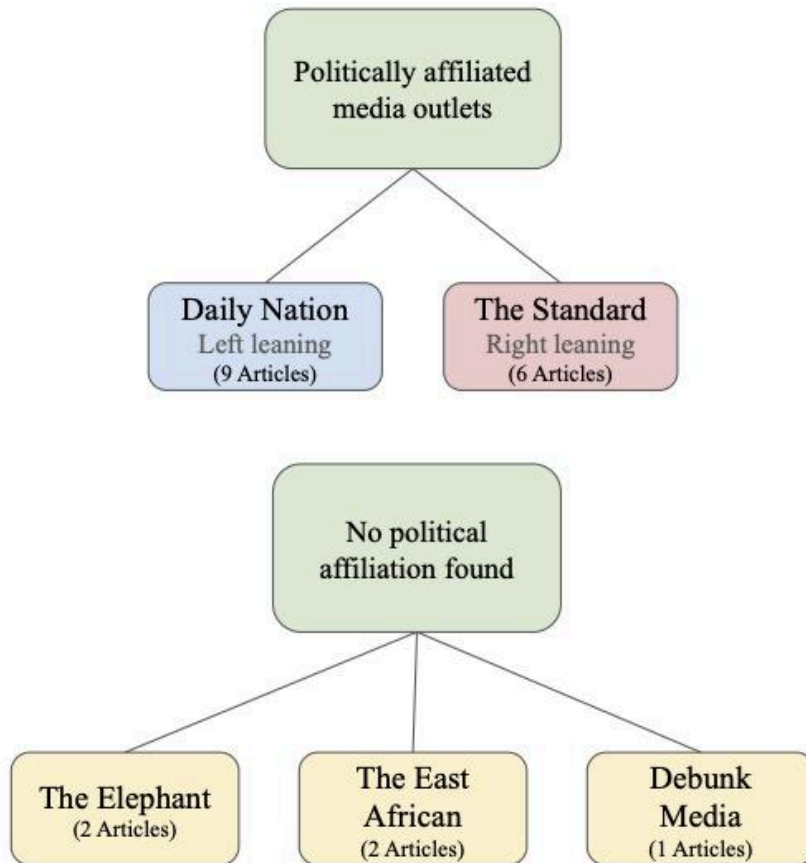 Politically affiliated
media outlets
Daily Nation
Left leaning
(9 Articles)
The Standard
Right leaning
(6 Articles)
No political
affiliation found
The Elephant
(2 Articles)
The East
African
(2 Articles)
Debunk
Media
(1 Articles)